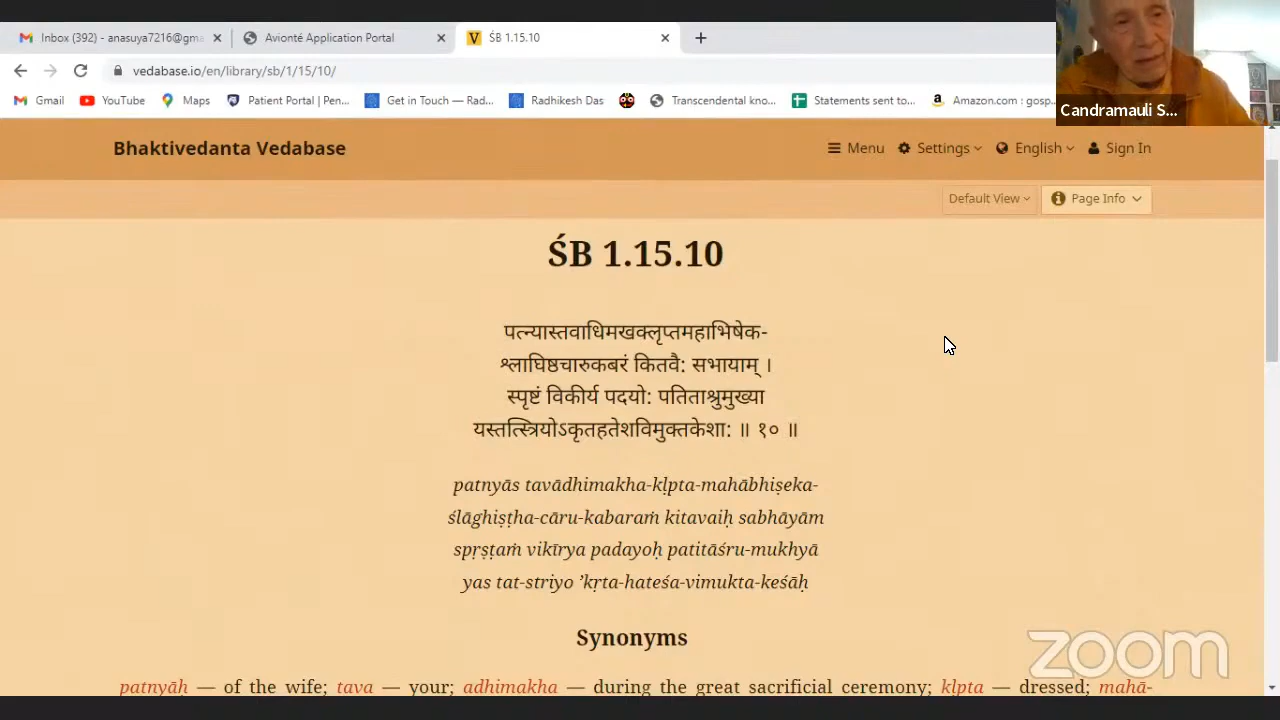 Inbox (392) - anasuya7216@gma
Avionté Application Portal
ŚB 1.15.10
vedabase.io/en/library/sb/1/15/10/
Gmail YouTube Maps Patient Portal | Pen... Get in Touch — Rad... Radhikesh Das Transcendental kno... Statements sent to... Amazon.com : gosp...
Candramauli S...
Bhaktivedanta Vedabase
Menu Settings English Sign In
Default View Page Info
ŚB 1.15.10
पत्न्यास्तवाधिमखक्लृप्तमहाभिषेक-
श्लाघिष्ठचारुकबरं कितवै: सभायाम् ।
स्पृष्टं विकीर्य पदयो: पतिताश्रुमुख्या
यस्तत्स्त्रियोऽकृतहतेशविमुक्तकेशा: ॥ १० ॥
patnyās tavādhimakha-kḷpta-mahābhiṣeka-
ślāghiṣṭha-cāru-kabaraṁ kitavaiḥ sabhāyām
spṛṣṭaṁ vikīrya padayoḥ patitāśru-mukhyā
yas tat-striyo ’kṛta-hateśa-vimukta-keśāḥ
Synonyms
patnyāḥ — of the wife; tava — your; adhimakha — during the great sacrificial ceremony; kḷpta — dressed; mahā-
zoom